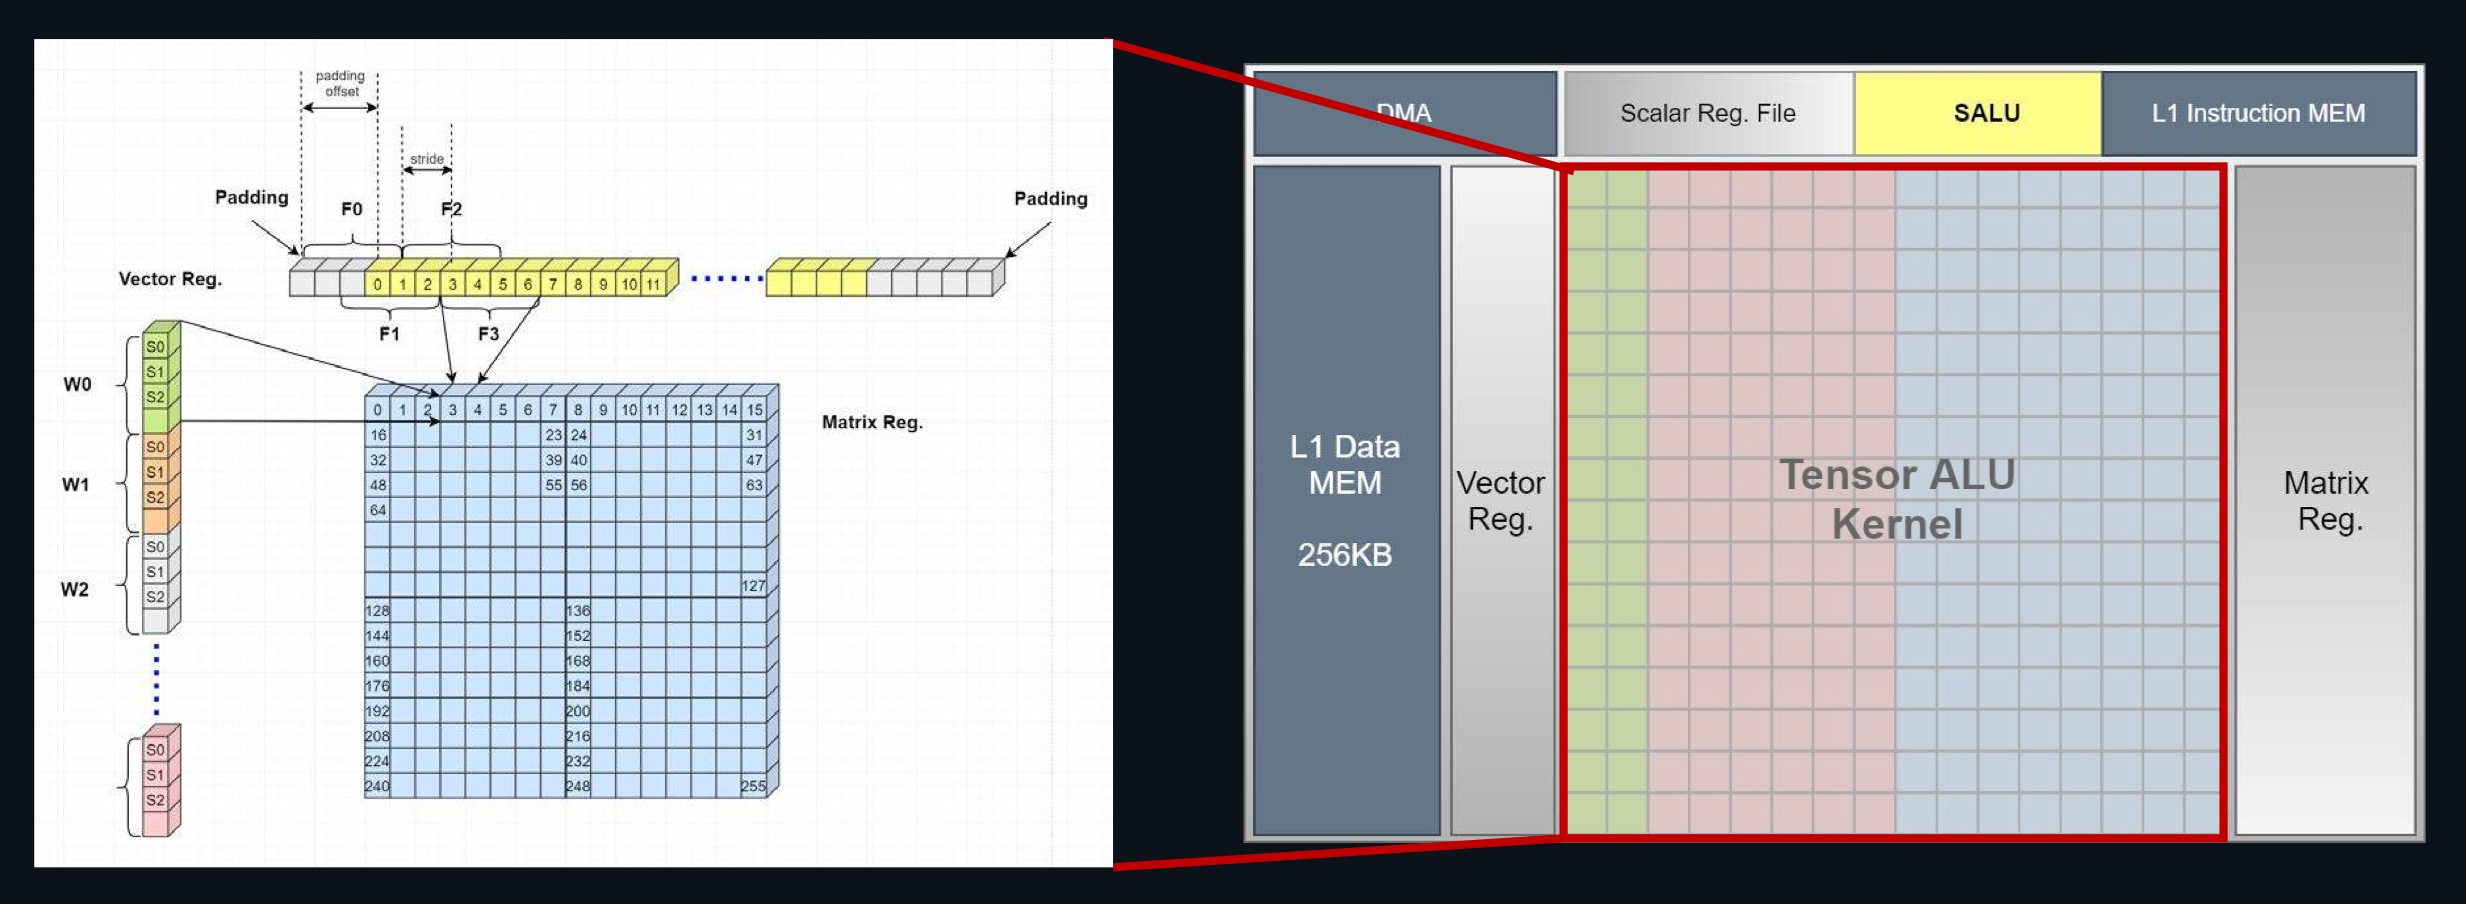 padding
offset
stride
Padding
F0
F2
Padding
Vector Reg.
0 1 2 3 4 5 6 7 8 9 10 11
F1
F3
W0
S0
S1
S2
W1
S0
S1
S2
W2
S0
S1
S2
S0
S1
S2
Matrix Reg.
0 1 2 3 4 5 6 7 8 9 10 11 12 13 14 15
16 23 24 31
32 39 40 47
48 55 56 63
64
127
128 136
144 152
160 168
176 184
192 200
208 216
224 232
240 248 255
DMA
Scalar Reg. File
SALU
L1 Instruction MEM
L1 Data
MEM
256KB
Vector
Reg.
Tensor ALU
Kernel
Matrix
Reg.